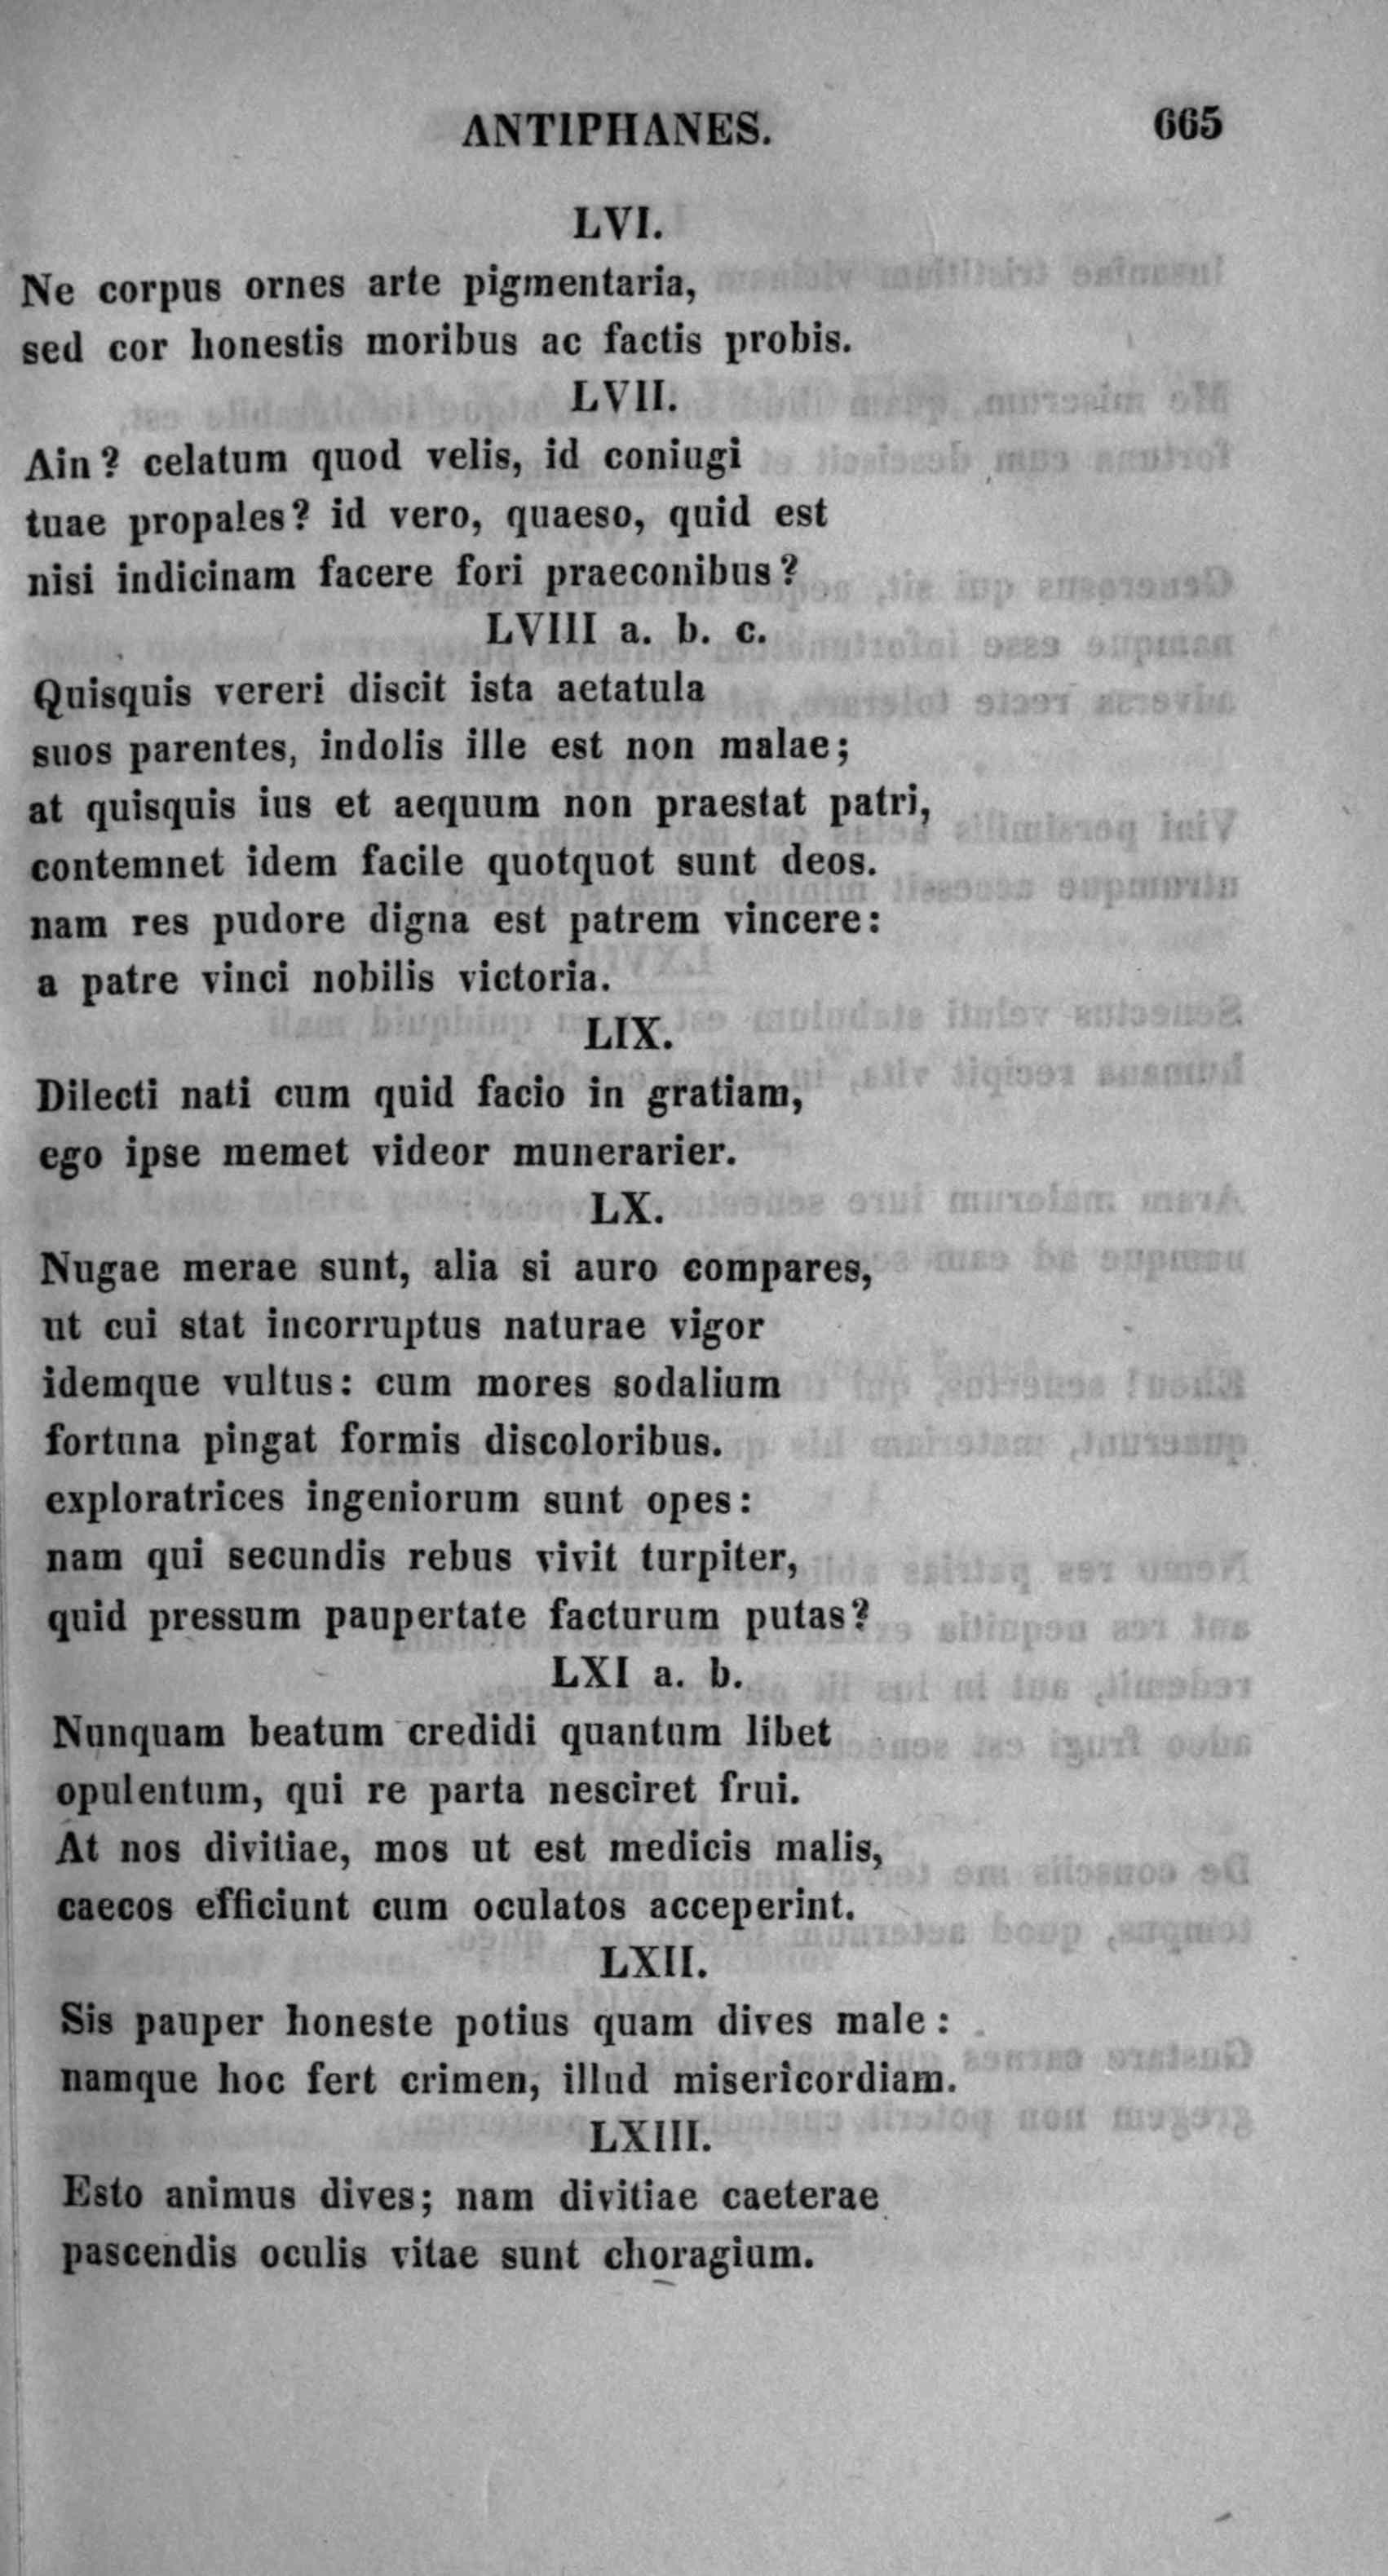 ANTIPHANES. 665
LVI.
Ne corpus ornes arte pigmentaria,
sed cor honestis moribus ac factis probis.
LVII.
Ain? celatum quod velis, id coniugi
tuae propales? id vero, quaeso, quid est
nisi indicinam facere fori praeconibus?
LVIII a. b. c.
Quisquis vereri discit ista aetatula
suos parentes, indolis ille est non malae;
at quisquis ius et aequum non praestat patri,
contemnet idem facile quotquot sunt deos.
nam res pudore digna est patrem vincere:
a patre vinci nobilis victoria.
LIX.
Dilecti nati cum quid facio in gratiam,
ego ipse memet videor munerarier.
LX.
Nugae merae sunt, alia si auro compares,
ut cui stat incorruptus naturae vigor
idemque vultus: cum mores sodalium
fortuna pingat formis discoloribus.
exploratrices ingeniorum sunt opes:
nam qui secundis rebus vivit turpiter,
quid pressum paupertate facturum putas?
LXI a. b.
Nunquam beatum credidi quantum libet
opulentum, qui re parta nesciret frui.
At nos divitiae, mos ut est medicis malis,
caecos efficiunt cum oculatos acceperint.
LXII.
Sis pauper honeste potius quam dives male:
namque hoc fert crimen, illud misericordiam.
LXIII.
Esto animus dives; nam divitiae caeterae
pascendis oculis vitae sunt choragium.